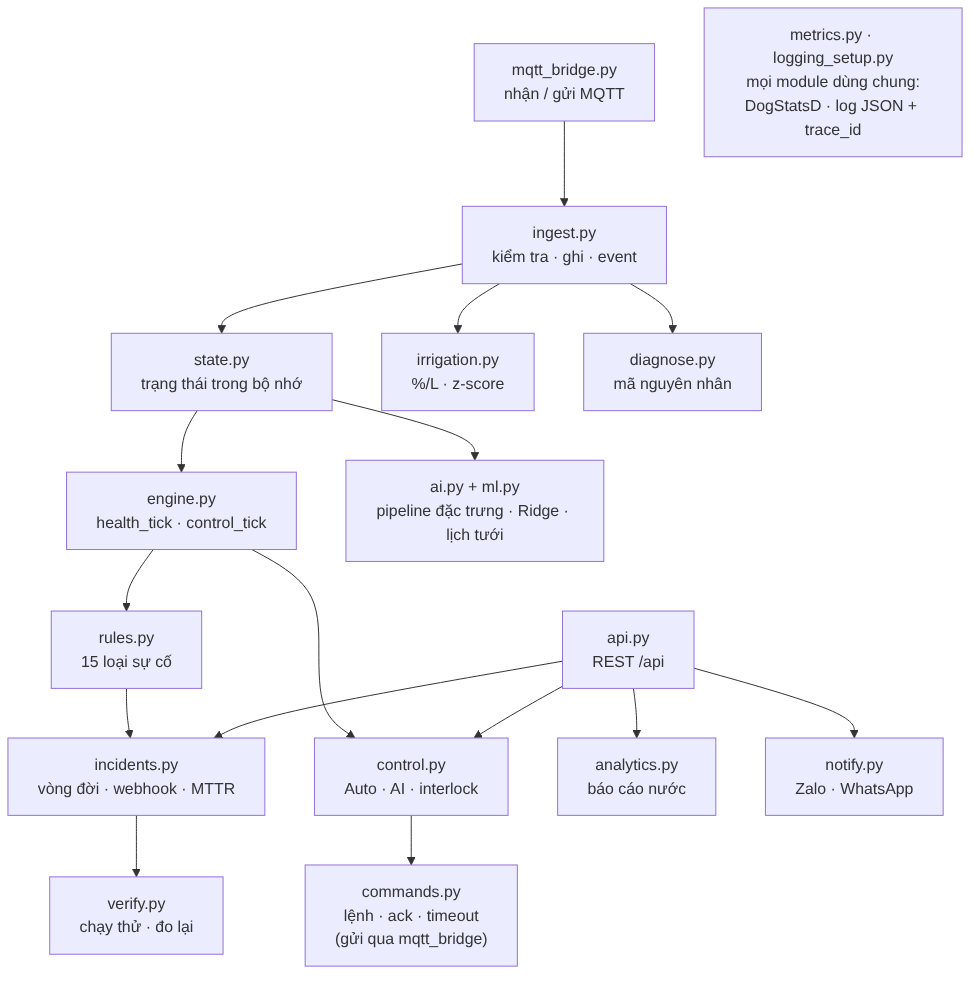 mqtt_bridge.py
nhận / gửi MQTT
metrics.py ·
logging_setup.py
mọi module dùng chung:
DogStatsD · log JSON +
trace_id
ingest.py
kiểm tra · ghi · event
state.py
trạng thái trong bộ nhớ
irrigation.py
%/L · z-score
diagnose.py
mã nguyên nhân
engine.py
health_tick · control_tick
ai.py + ml.py
pipeline đặc trưng · Ridge ·
lịch tưới
rules.py
15 loại sự cố
api.py
REST /api
incidents.py
vòng đời · webhook · MTTR
control.py
Auto · AI · interlock
analytics.py
báo cáo nước
notify.py
Zalo · WhatsApp
verify.py
chạy thử · đo lại
commands.py
lệnh · ack · timeout
(gửi qua mqtt_bridge)